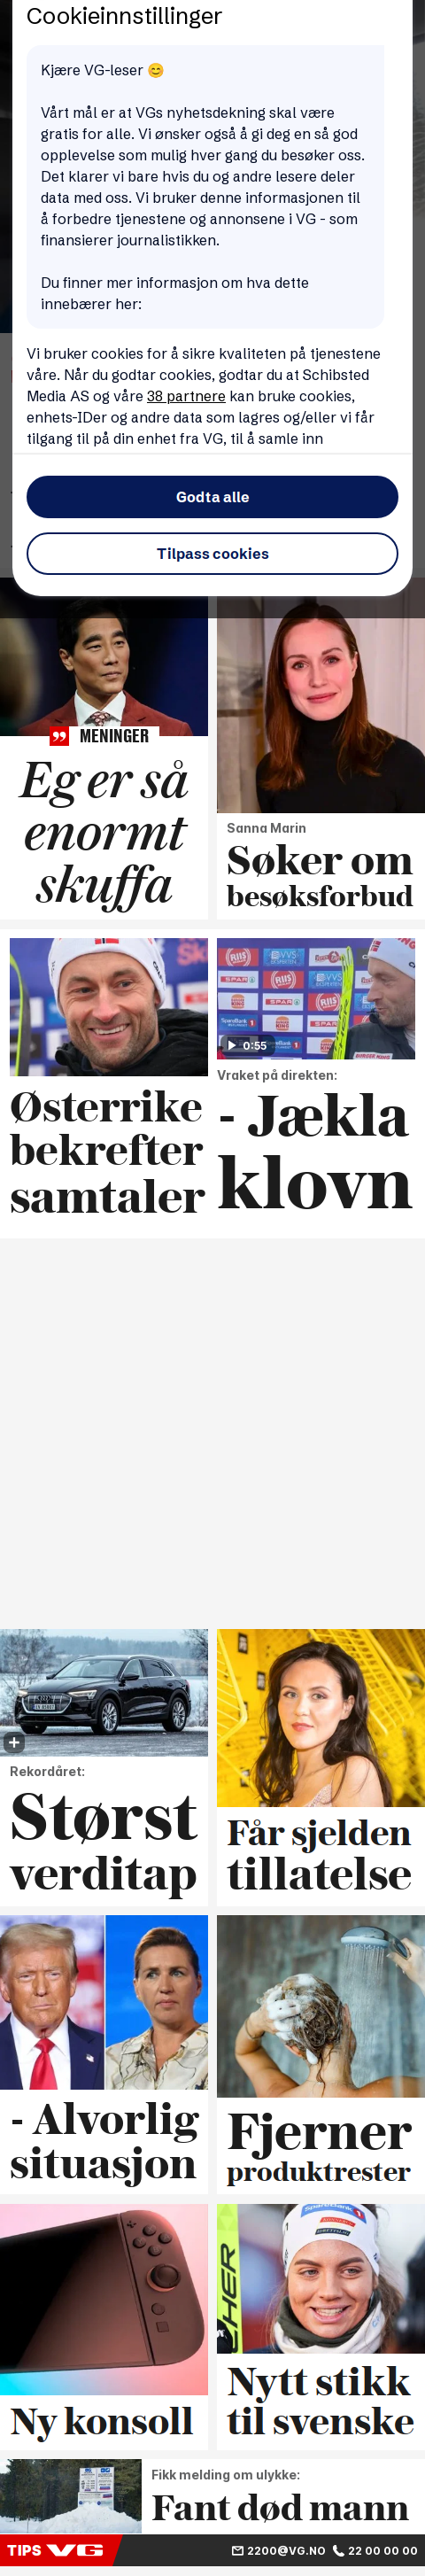 Cookieinnstillinger
Kjære VG-leser 😊
Vårt mål er at VGs nyhetsdekning skal være
gratis for alle. Vi ønsker også å gi deg en så god
opplevelse som mulig hver gang du besøker oss.
Det klarer vi bare hvis du og andre lesere deler
data med oss. Vi bruker denne informasjonen til
å forbedre tjenestene og annonsene i VG - som
finansierer journalistikken.
Du finner mer informasjon om hva dette
innebærer her:
Vi bruker cookies for å sikre kvaliteten på tjenestene
våre. Når du godtar cookies, godtar du at Schibsted
Media AS og våre 38 partnere kan bruke cookies,
enhets-IDer og andre data som lagres og/eller vi får
tilgang til på din enhet fra VG, til å samle inn
Godta alle
Tilpass cookies
MENINGER
Eg er så
enormt
skuffa
Sanna Marin
Søker om
besøksforbud
Østerrike
bekrefter
samtaler
0:55
Vraket på direkten:
- Jækla
klovn
Rekordåret:
Størst
verditap
Får sjelden
tillatelse
- Alvorlig
situasjon
Fjerner
produktrester
Ny konsoll
Nytt stikk
til svenske
Fikk melding om ulykke:
Fant død mann
TIPS VG 2200@VG.NO 22 00 00 00